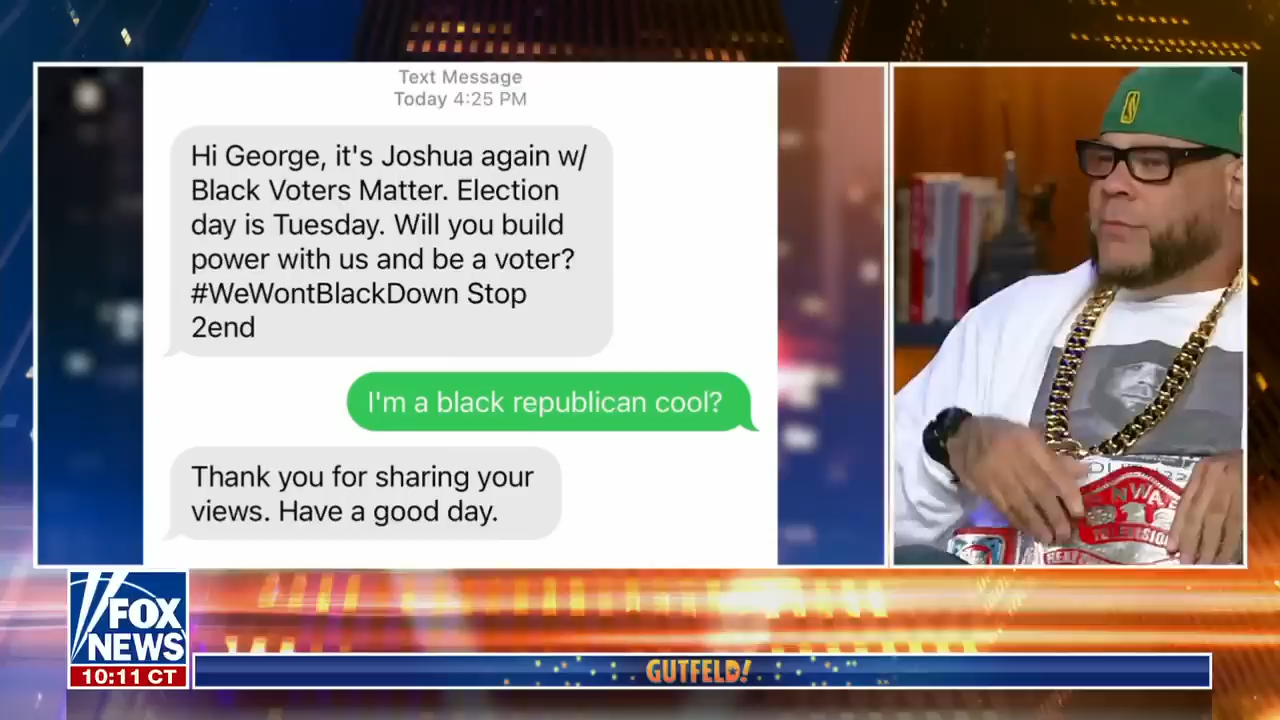 Text Message
Today 4:25 PM
Hi George, it's Joshua again w/
Black Voters Matter. Election
day is Tuesday. Will you build
power with us and be a voter?
#WeWontBlackDown Stop
2end
I'm a black republican cool?
Thank you for sharing your
views. Have a good day.
NWA
TELEVISION
FOX
NEWS
10:11 CT
GUTFELD!